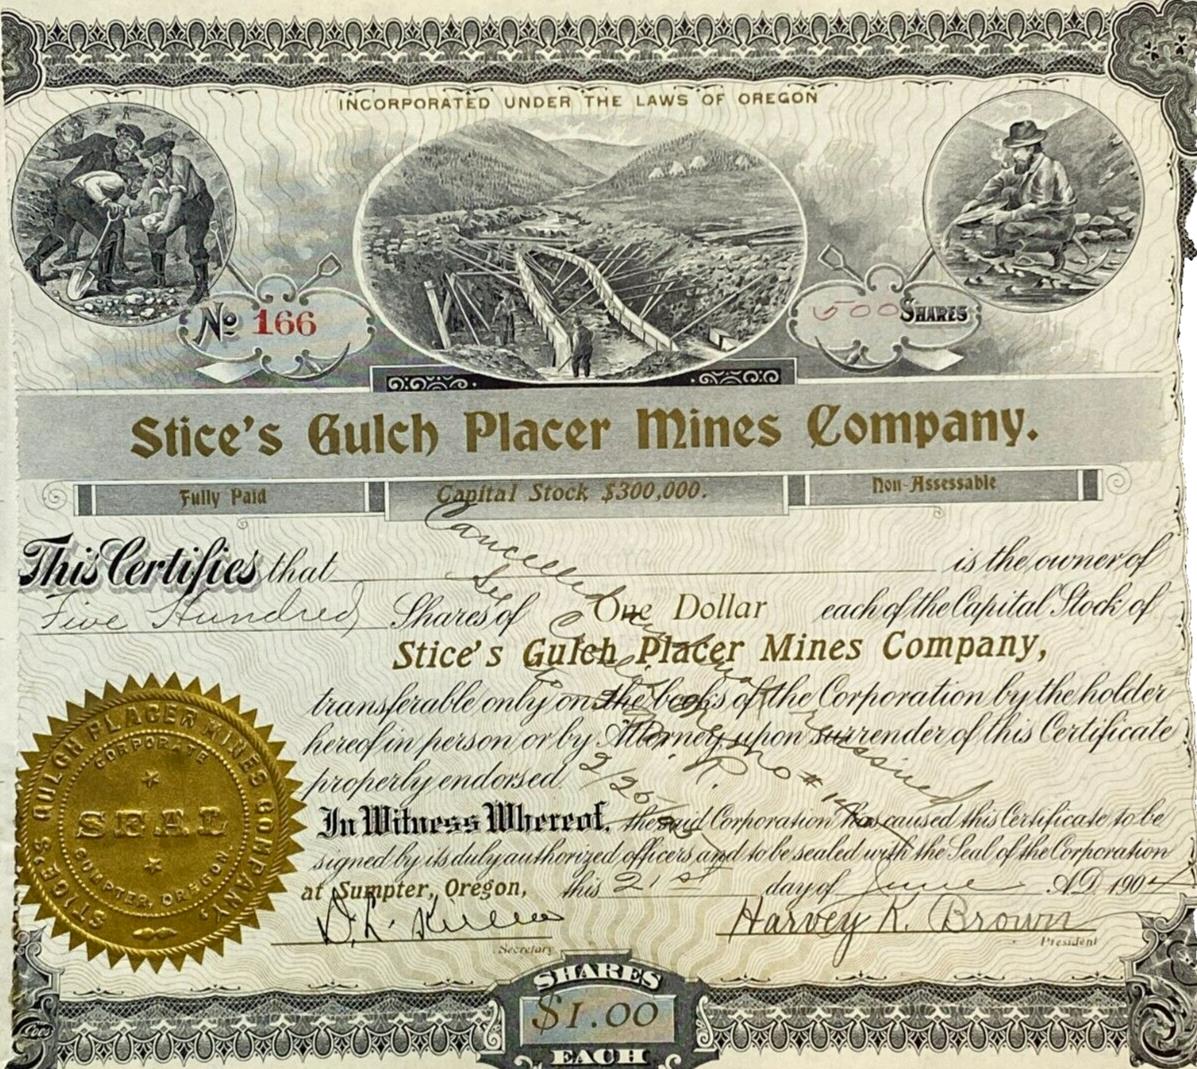 INCORPORATED UNDER THE LAWS OF OREGON
No 166
500 SHARES
Stice's Gulch Placer Mines Company.
Fully Paid
Capital Stock $300,000.
Non-Assessable
Cancelled
This Certifies that is the owner of
Five Hundred Shares of One Dollar each of the Capital Stock of
Stice's Gulch Placer Mines Company,
transferable only on the books of the Corporation by the holder
hereof in person or by Attorney upon surrender of this Certificate
properly endorsed.
2/20/
In Witness Whereof, the said Corporation has caused this Certificate to be
signed by its duly authorized officers and to be sealed with the Seal of the Corporation
at Sumpter, Oregon, this 21st day of June A.D. 1904
Harvey K. Brown
Secretary
President
STICE'S GULCH PLACER MINES COMPANY,
CORPORATE
SEAL
SUMPTER, OREGON
SHARES
$1.00
EACH